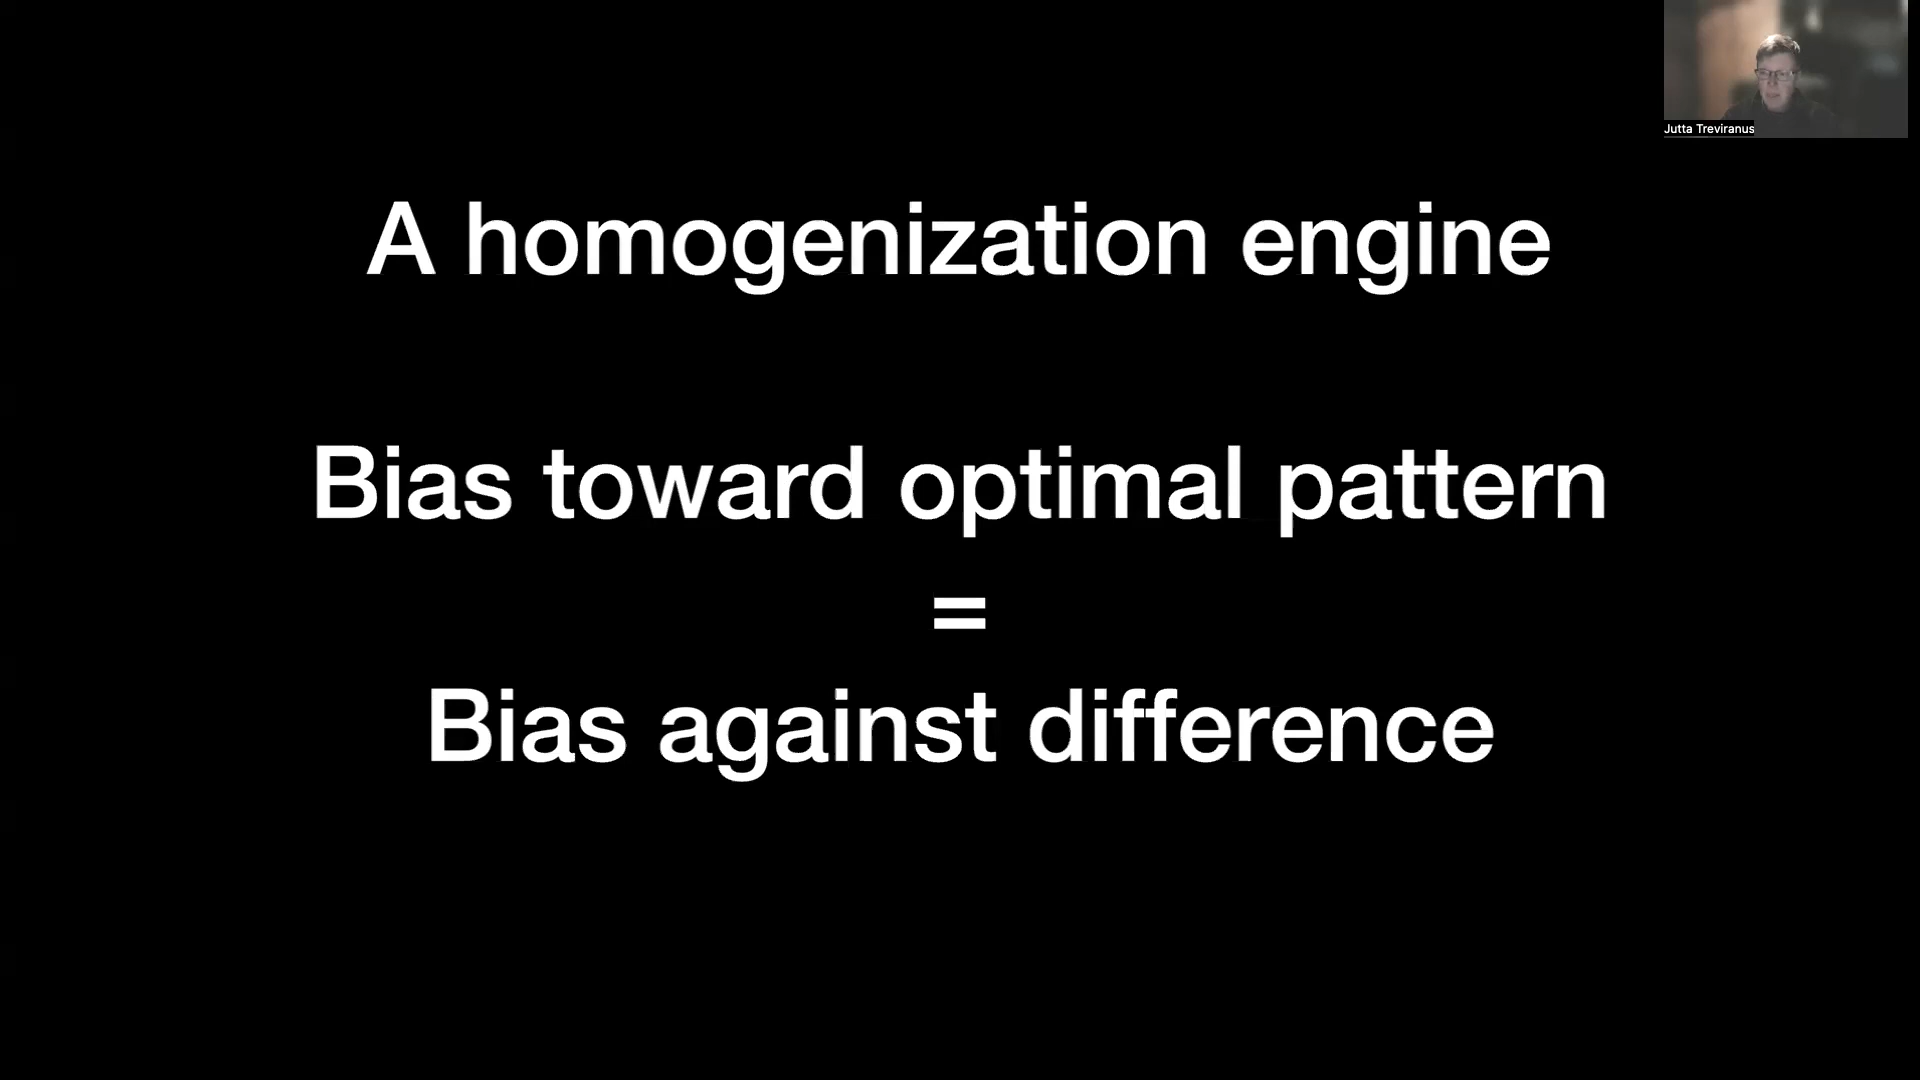 Jutta Treviranus
A homogenization engine
Bias toward optimal pattern
=
Bias against difference